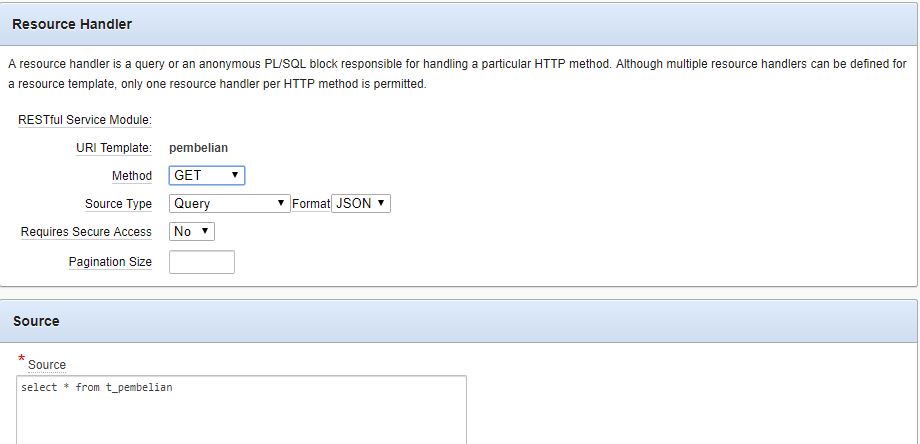 Resource Handler
A resource handler is a query or an anonymous PL/SQL block responsible for handling a particular HTTP method. Although multiple resource handlers can be defined for
a resource template, only one resource handler per HTTP method is permitted.
RESTful Service Module:
URI Template: pembelian
Method GET
Source Type Query Format JSON
Requires Secure Access No
Pagination Size
Source
* Source
select * from t_pembelian